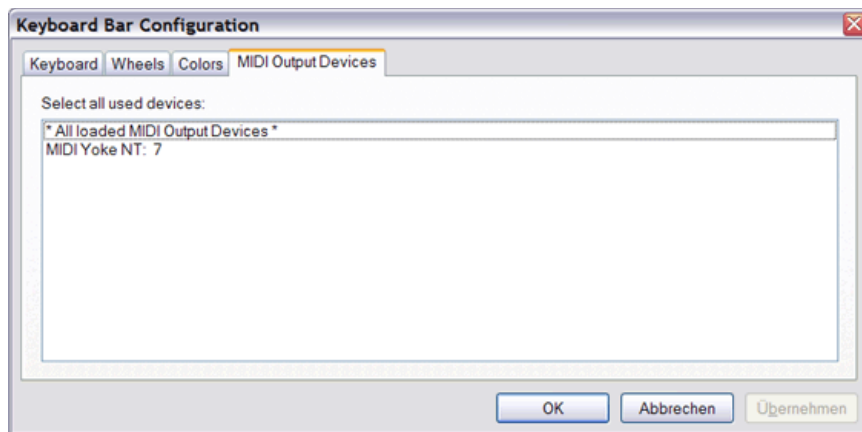 Keyboard Bar Configuration
Keyboard Wheels Colors MIDI Output Devices
Select all used devices:
* All loaded MIDI Output Devices *
MIDI Yoke NT: 7
OK Abbrechen Übernehmen